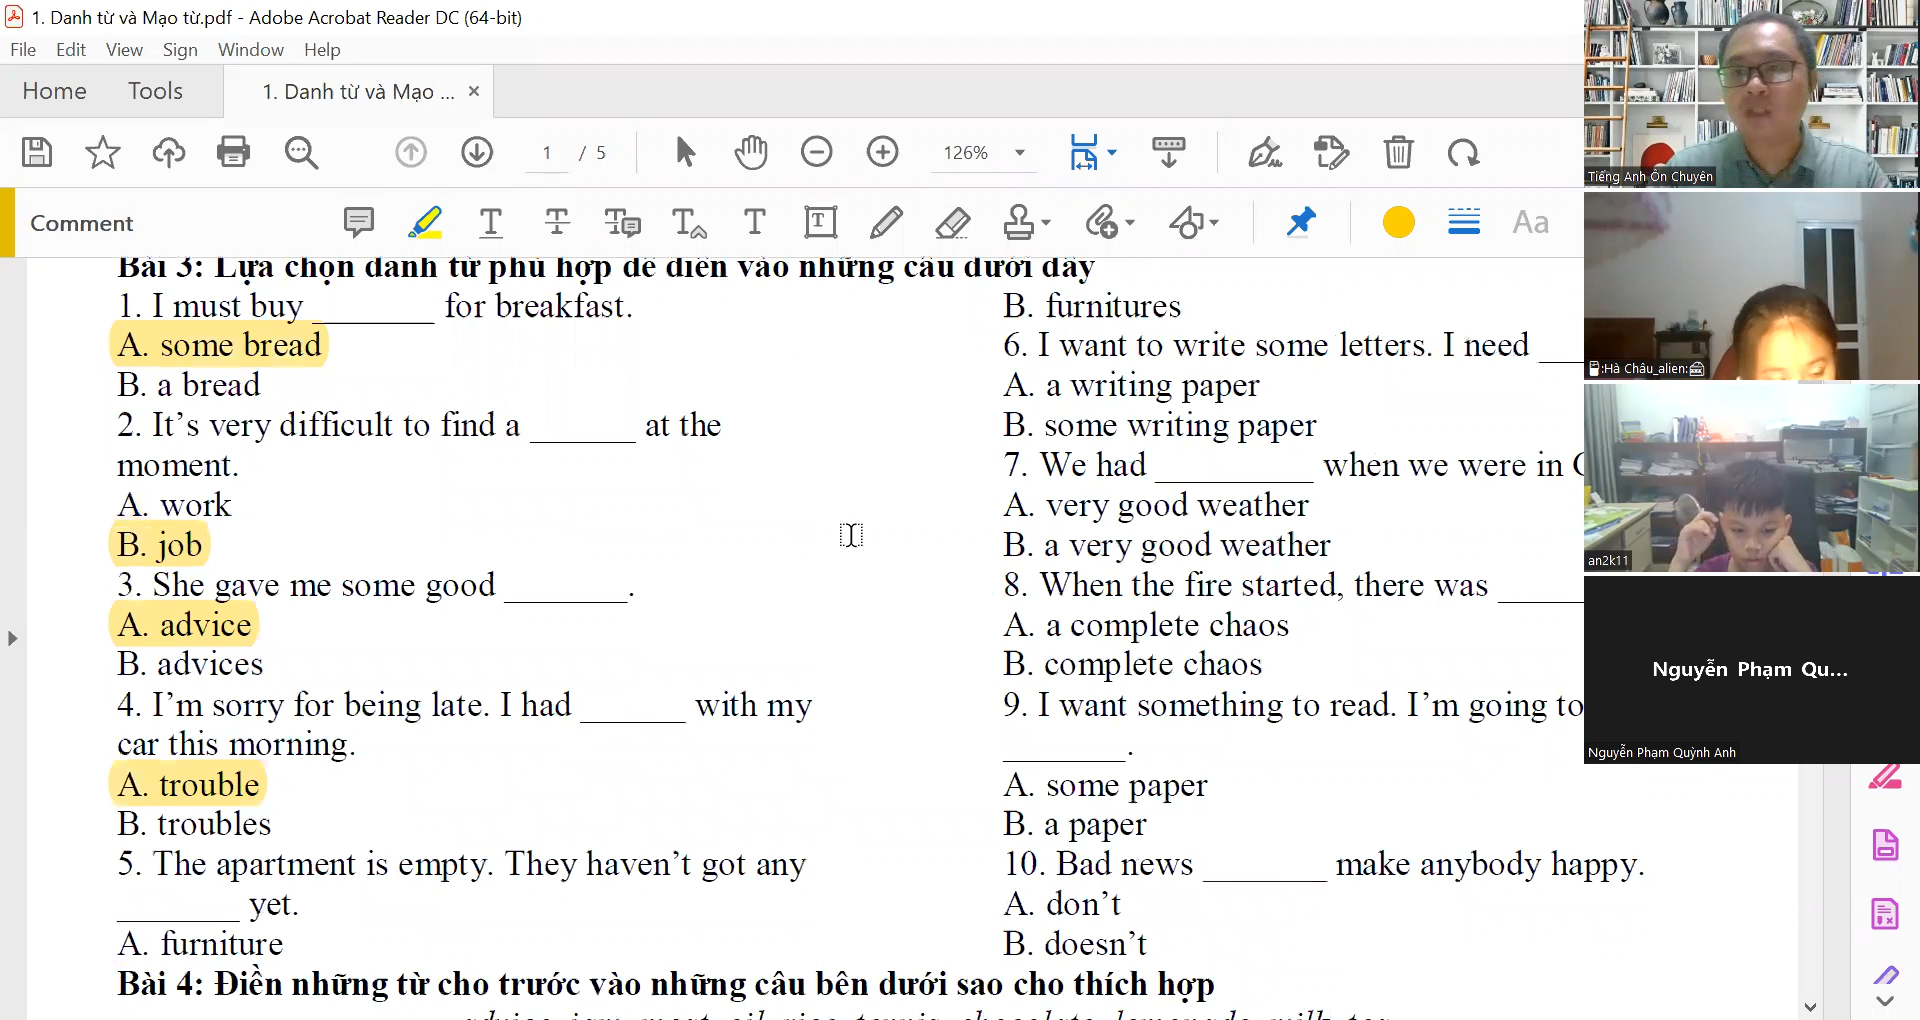 1. Danh từ và Mạo từ.pdf - Adobe Acrobat Reader DC (64-bit)
File Edit View Sign Window Help
Home Tools 1. Danh từ và Mạo ... ×
1 / 5 126%
Comment
Aa
Bài 3: Lựa chọn danh từ phù hợp để điền vào những câu dưới đây
1. I must buy ________ for breakfast.
A. some bread
B. a bread
2. It’s very difficult to find a _______ at the
moment.
A. work
B. job
3. She gave me some good ________.
A. advice
B. advices
4. I’m sorry for being late. I had _______ with my
car this morning.
A. trouble
B. troubles
5. The apartment is empty. They haven’t got any
________ yet.
A. furniture
B. furnitures
6. I want to write some letters. I need ___
A. a writing paper
B. some writing paper
7. We had __________ when we were in
A. very good weather
B. a very good weather
8. When the fire started, there was ______
A. a complete chaos
B. complete chaos
9. I want something to read. I’m going to
________.
A. some paper
B. a paper
10. Bad news ________ make anybody happy.
A. don’t
B. doesn’t
Bài 4: Điền những từ cho trước vào những câu bên dưới sao cho thích hợp
Tiếng Anh Ôn Chuyên
:Hà Châu_alien:
an2k11
Nguyễn Phạm Qu...
Nguyễn Phạm Quỳnh Anh